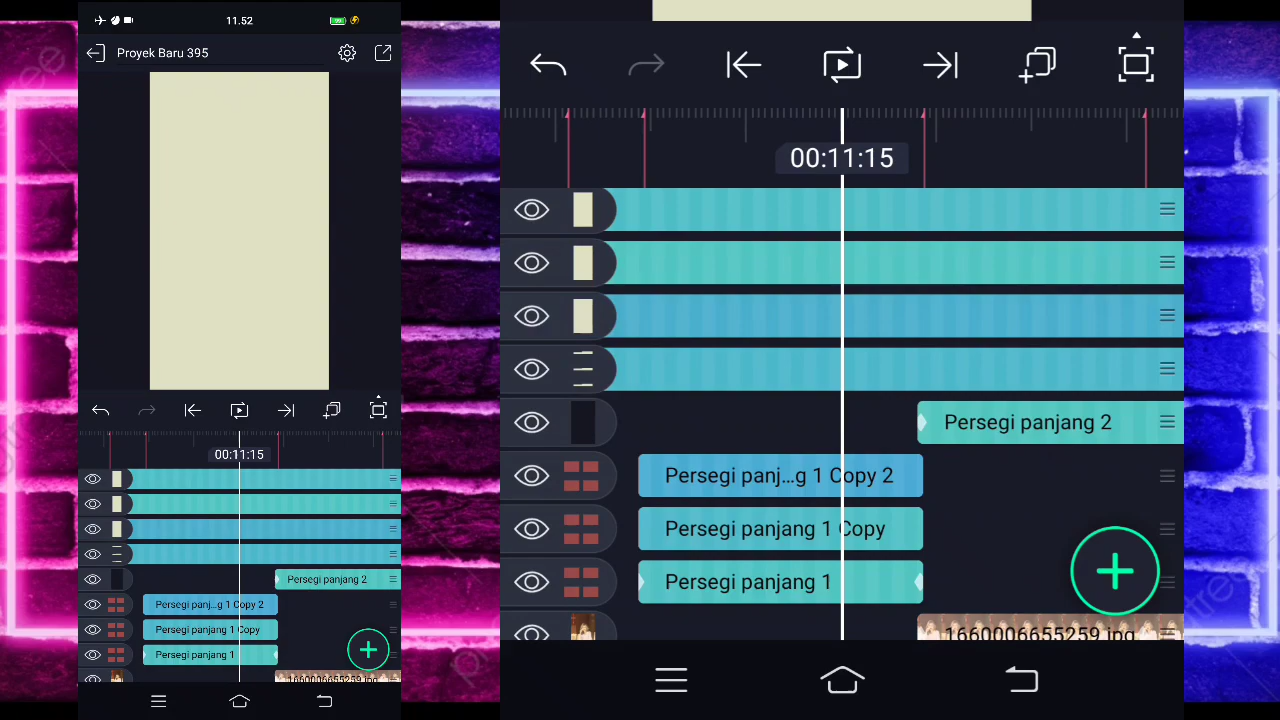 11.52
99
Proyek Baru 395
00:11:15
Persegi panjang 2
Persegi panj...g 1 Copy 2
Persegi panjang 1 Copy
Persegi panjang 1
1660006655259.jpg
00:11:15
Persegi panjang 2
Persegi panj...g 1 Copy 2
Persegi panjang 1 Copy
Persegi panjang 1
1660006655259.jpg